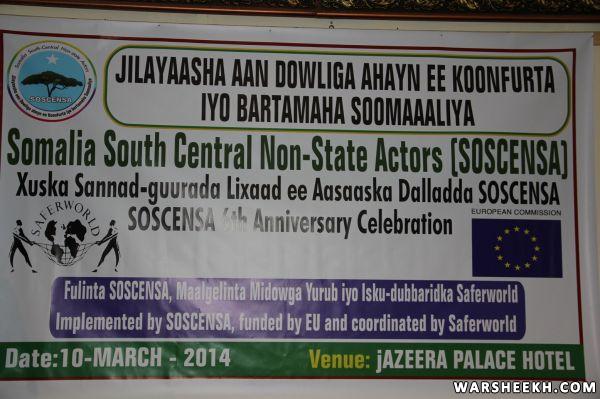 JILAYAASHA AAN DOWLIGA AHAYN EE KOONFURTA
IYO BARTAMAHA SOOMAAALIYA
SOSCENSA
Somalia South Central Non-State Actors (SOSCENSA)
Xuska Sannad-guurada Lixaad ee Aasaaska Dalladda SOSCENSA
SOSCENSA 6th Anniversary Celebration
SAFERWORLD
EUROPEAN COMMISSION
Fulinta SOSCENSA, Maalgelinta Midowga Yurub iyo Isku-dubbaridka Saferworld
Implemented by SOSCENSA, funded by EU and coordinated by Saferworld
Date:10-MARCH - 2014 Venue: jAZEERA PALACE HOTEL
WARSHEEKH.COM